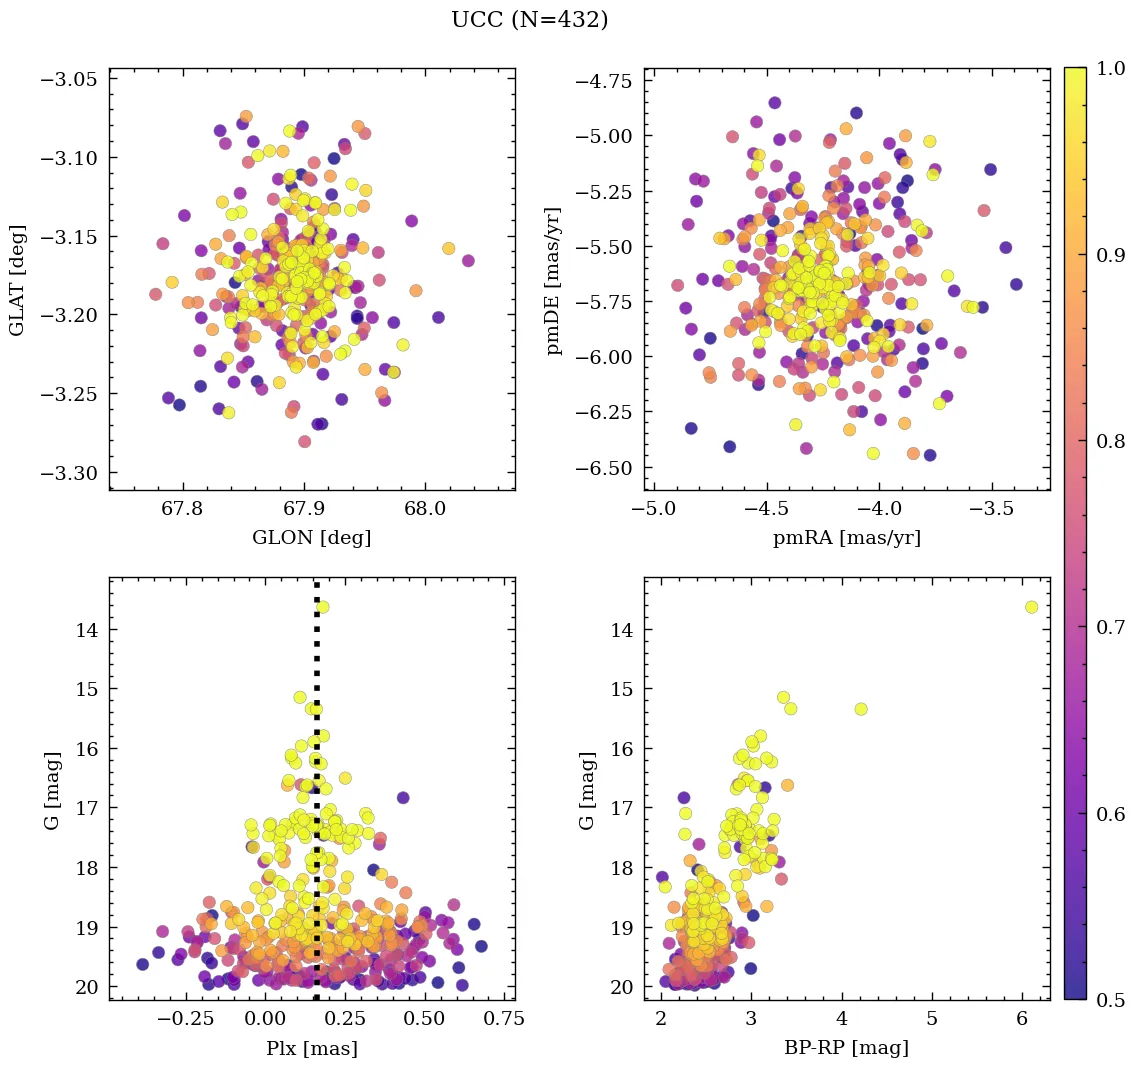 UCC (N=432)
−3.05
−3.10
−3.15
−3.20
−3.25
−3.30
GLAT [deg]
67.8 67.9 68.0
GLON [deg]
−4.75
−5.00
−5.25
−5.50
−5.75
−6.00
−6.25
−6.50
pmDE [mas/yr]
−5.0 −4.5 −4.0 −3.5
pmRA [mas/yr]
1.0
0.9
0.8
0.7
0.6
0.5
14
15
16
17
18
19
20
G [mag]
−0.25 0.00 0.25 0.50 0.75
Plx [mas]
14
15
16
17
18
19
20
G [mag]
2 3 4 5 6
BP-RP [mag]